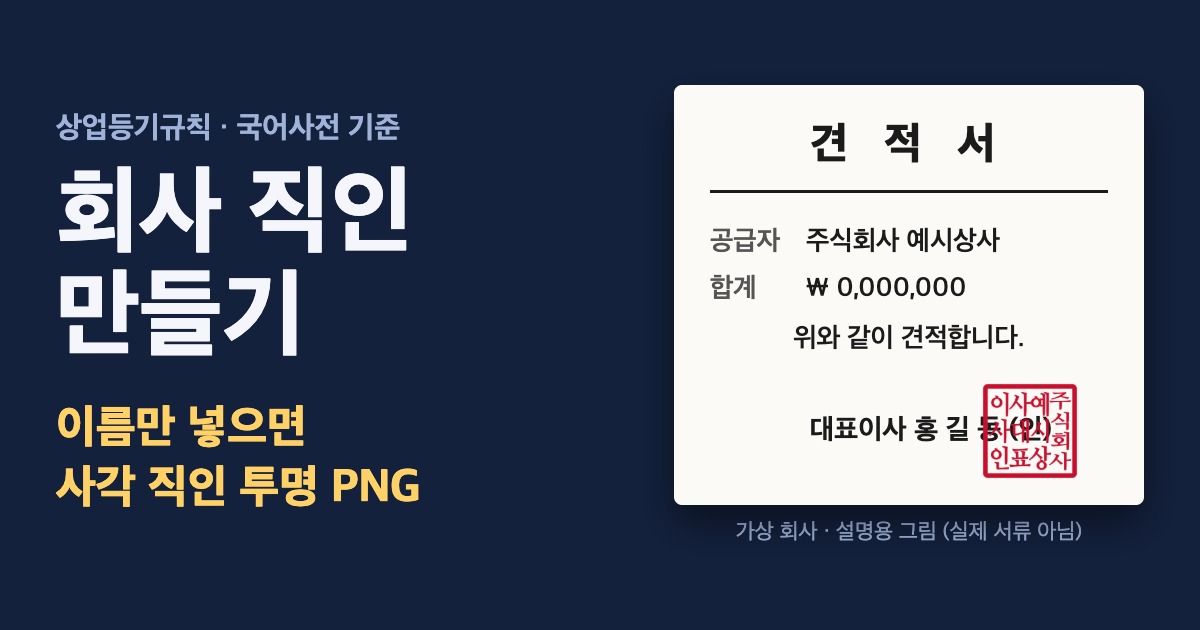 상업등기규칙 · 국어사전 기준
회사 직인
만들기
이름만 넣으면
사각 직인 투명 PNG
견 적 서
공급자 주식회사 예시상사
합계 ₩ 0,000,000
위와 같이 견적합니다.
대표이사 홍 길 동 (인)
주식회사
예시상
사대표
이사인
가상 회사 · 설명용 그림 (실제 서류 아님)